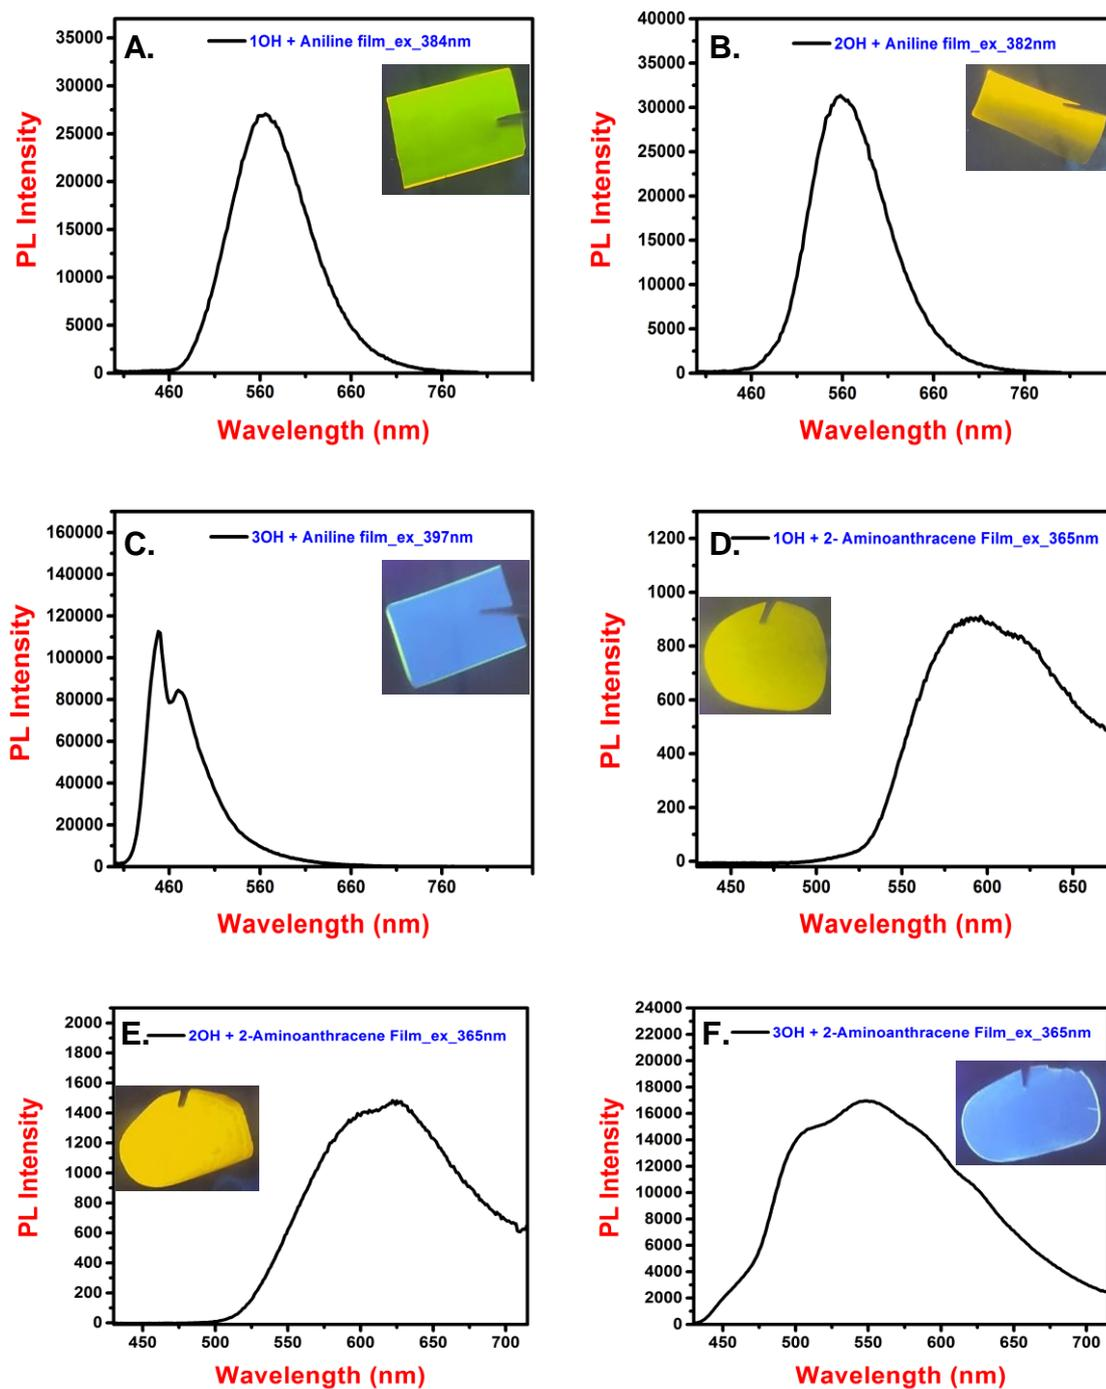 A.
1OH + Aniline film_ex_384nm
PL Intensity
35000
30000
25000
20000
15000
10000
5000
0
460 560 660 760
Wavelength (nm)
B.
2OH + Aniline film_ex_382nm
PL Intensity
40000
35000
30000
25000
20000
15000
10000
5000
0
460 560 660 760
Wavelength (nm)
C.
3OH + Aniline film_ex_397nm
PL Intensity
160000
140000
120000
100000
80000
60000
40000
20000
0
460 560 660 760
Wavelength (nm)
D.
1OH + 2- Aminoanthracene Film_ex_365nm
PL Intensity
1200
1000
800
600
400
200
0
450 500 550 600 650
Wavelength (nm)
E.
2OH + 2-Aminoanthracene Film_ex_365nm
PL Intensity
2000
1800
1600
1400
1200
1000
800
600
400
200
0
450 500 550 600 650 700
Wavelength (nm)
F.
3OH + 2-Aminoanthracene Film_ex_365nm
PL Intensity
24000
22000
20000
18000
16000
14000
12000
10000
8000
6000
4000
2000
0
450 500 550 600 650 700
Wavelength (nm)